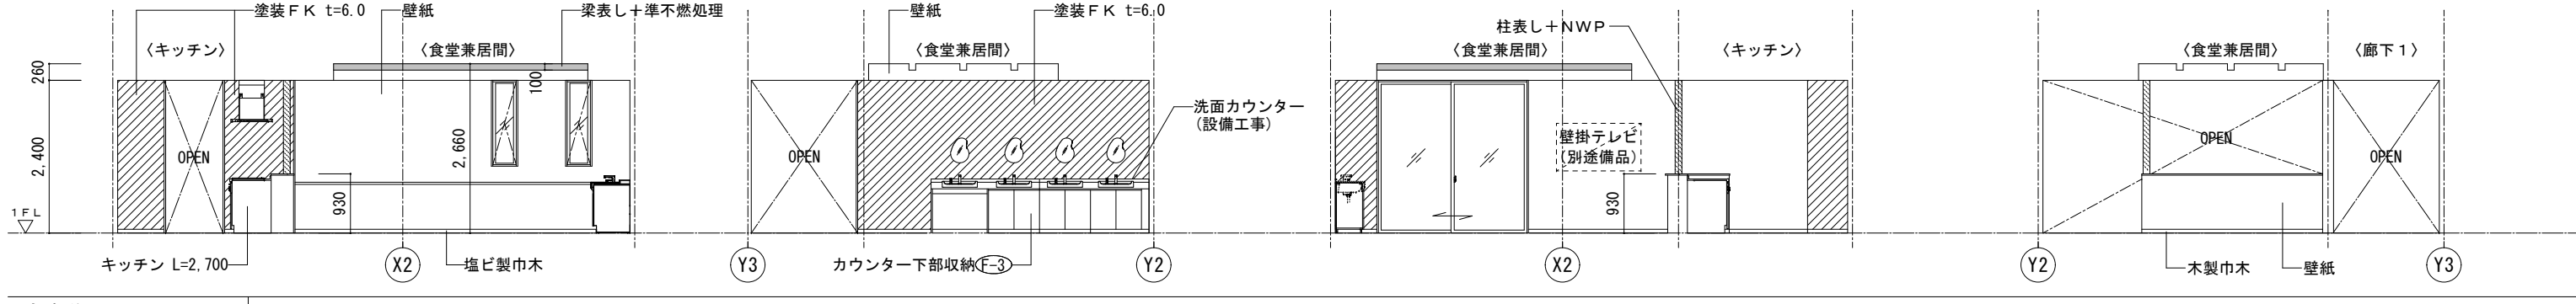 塗装ＦＫ t=6.0
壁紙
梁表し＋準不燃処理
〈キッチン〉
〈食堂兼居間〉
260
100
2,400
2,660
OPEN
930
1FL
キッチン L=2,700
X2
塩ビ製巾木
壁紙
塗装ＦＫ t=6.0
〈食堂兼居間〉
洗面カウンター
(設備工事)
OPEN
Y3
カウンター下部収納 F-3
Y2
柱表し＋ＮＷＰ
〈食堂兼居間〉
〈キッチン〉
壁掛テレビ
(別途備品)
930
X2
〈食堂兼居間〉
〈廊下１〉
OPEN
OPEN
Y2
木製巾木
壁紙
Y3